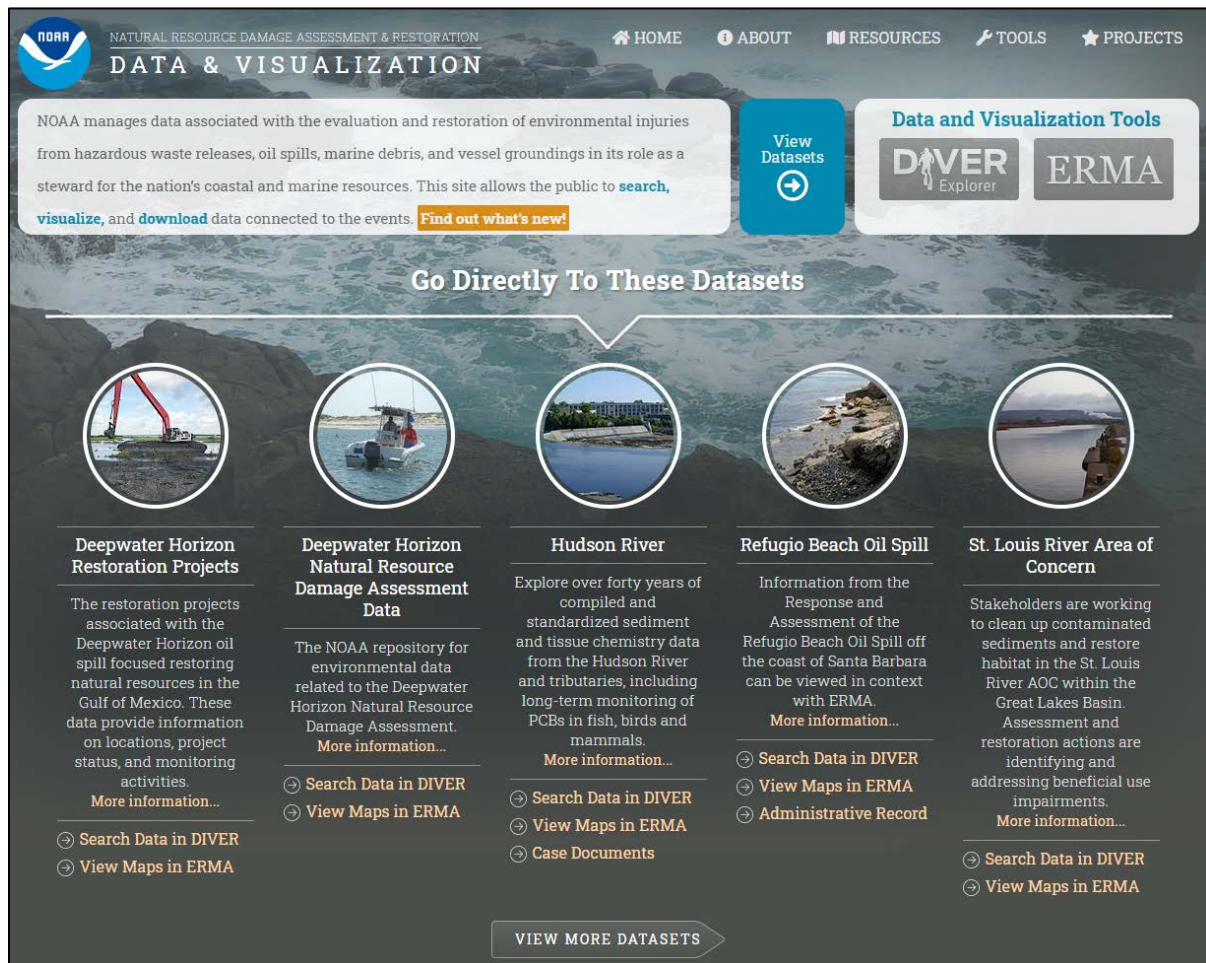 NOAA
NATURAL RESOURCE DAMAGE ASSESSMENT & RESTORATION
DATA & VISUALIZATION
HOME
ABOUT
RESOURCES
TOOLS
PROJECTS
NOAA manages data associated with the evaluation and restoration of environmental injuries
from hazardous waste releases, oil spills, marine debris, and vessel groundings in its role as a
steward for the nation's coastal and marine resources. This site allows the public to search,
visualize, and download data connected to the events. Find out what's new!
View
Datasets
Data and Visualization Tools
DIVER
Explorer
ERMA
Go Directly To These Datasets
Deepwater Horizon
Restoration Projects
The restoration projects
associated with the
Deepwater Horizon oil
spill focused restoring
natural resources in the
Gulf of Mexico. These
data provide information
on locations, project
status, and monitoring
activities.
More information...
Search Data in DIVER
View Maps in ERMA
Deepwater Horizon
Natural Resource
Damage Assessment
Data
The NOAA repository for
environmental data
related to the Deepwater
Horizon Natural Resource
Damage Assessment.
More information...
Search Data in DIVER
View Maps in ERMA
Hudson River
Explore over forty years of
compiled and
standardized sediment
and tissue chemistry data
from the Hudson River
and tributaries, including
long-term monitoring of
PCBs in fish, birds and
mammals.
More information...
Search Data in DIVER
View Maps in ERMA
Case Documents
Refugio Beach Oil Spill
Information from the
Response and
Assessment of the
Refugio Beach Oil Spill off
the coast of Santa Barbara
can be viewed in context
with ERMA.
More information...
Search Data in DIVER
View Maps in ERMA
Administrative Record
St. Louis River Area of
Concern
Stakeholders are working
to clean up contaminated
sediments and restore
habitat in the St. Louis
River AOC within the
Great Lakes Basin.
Assessment and
restoration actions are
identifying and
addressing beneficial use
impairments.
More information...
Search Data in DIVER
View Maps in ERMA
VIEW MORE DATASETS